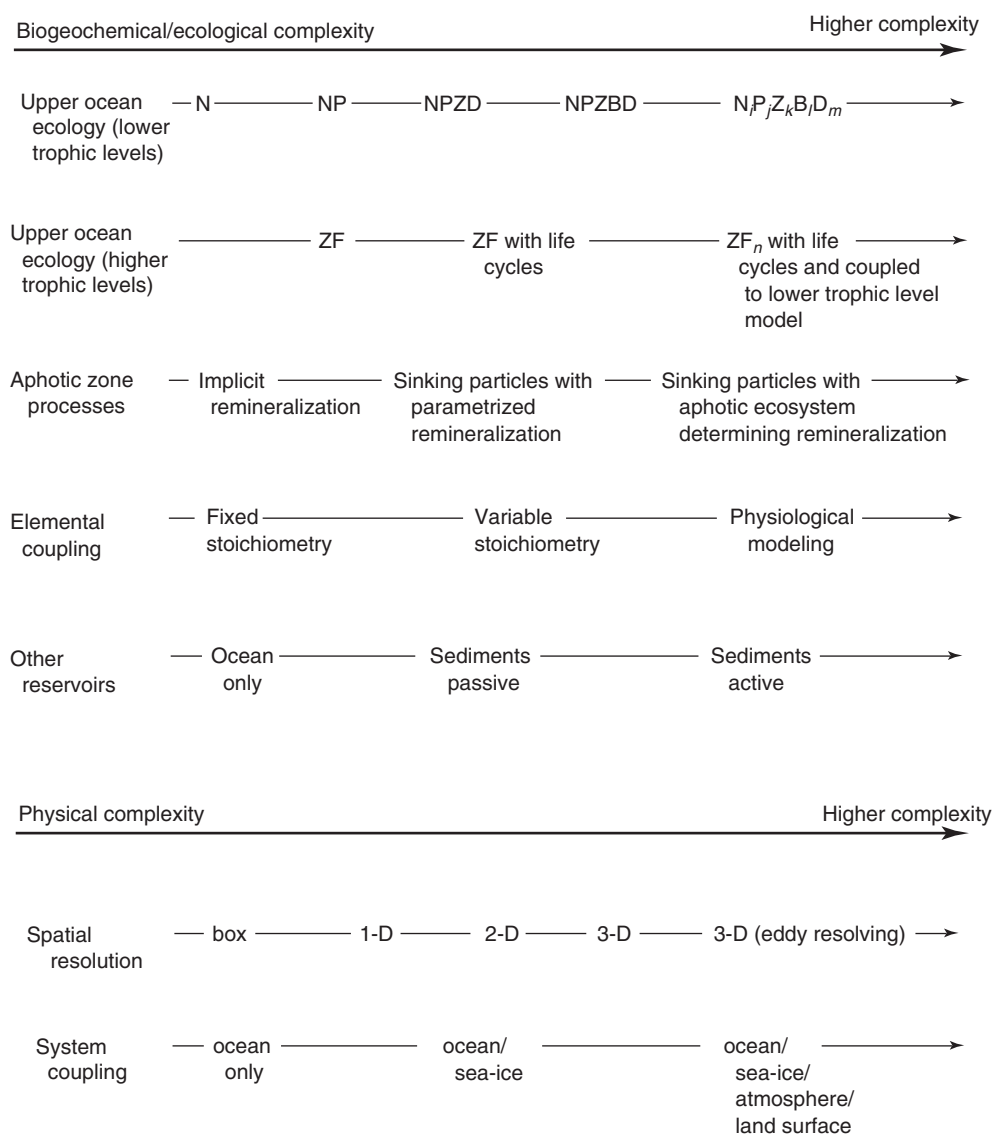 Biogeochemical/ecological complexity Higher complexity
Upper ocean ecology (lower trophic levels) N NP NPZD NPZBD NᵢPⱼZₖBₗDₘ
Upper ocean ecology (higher trophic levels) ZF ZF with life cycles ZFₙ with life cycles and coupled to lower trophic level model
Aphotic zone processes Implicit remineralization Sinking particles with parametrized remineralization Sinking particles with aphotic ecosystem determining remineralization
Elemental coupling Fixed stoichiometry Variable stoichiometry Physiological modeling
Other reservoirs Ocean only Sediments passive Sediments active
Physical complexity Higher complexity
Spatial resolution box 1-D 2-D 3-D 3-D (eddy resolving)
System coupling ocean only ocean/ sea-ice ocean/ sea-ice/ atmosphere/ land surface